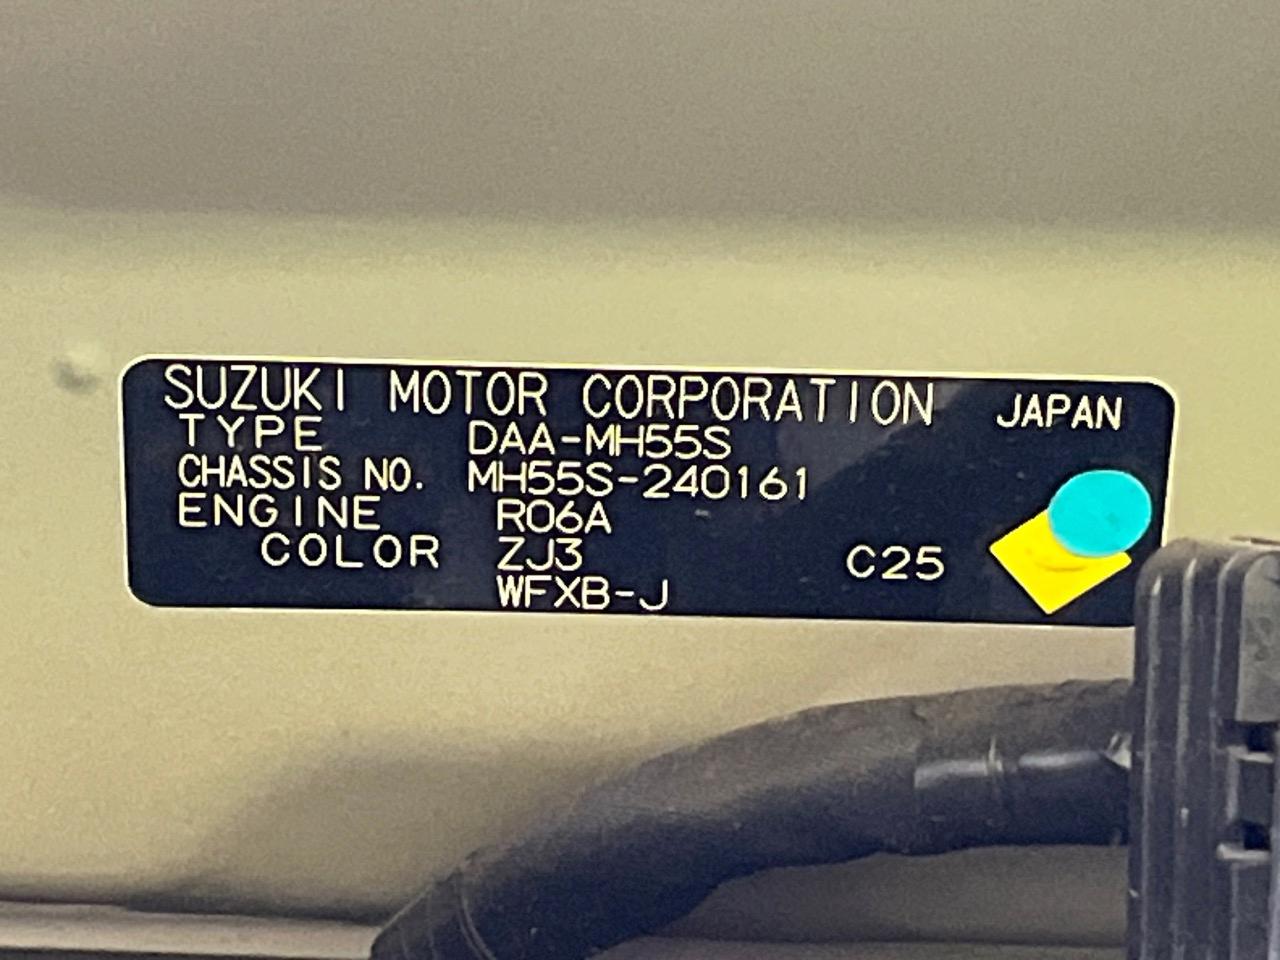 SUZUKI MOTOR CORPORATION JAPAN
TYPE DAA-MH55S
CHASSIS NO. MH55S-240161
ENGINE R06A
COLOR ZJ3 C25
WFXB-J